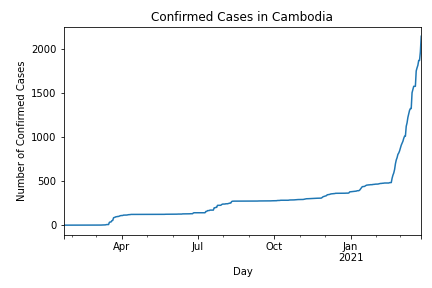 Confirmed Cases in Cambodia
Number of Confirmed Cases
2000
1500
1000
500
0
Apr
Jul
Oct
Jan
2021
Day